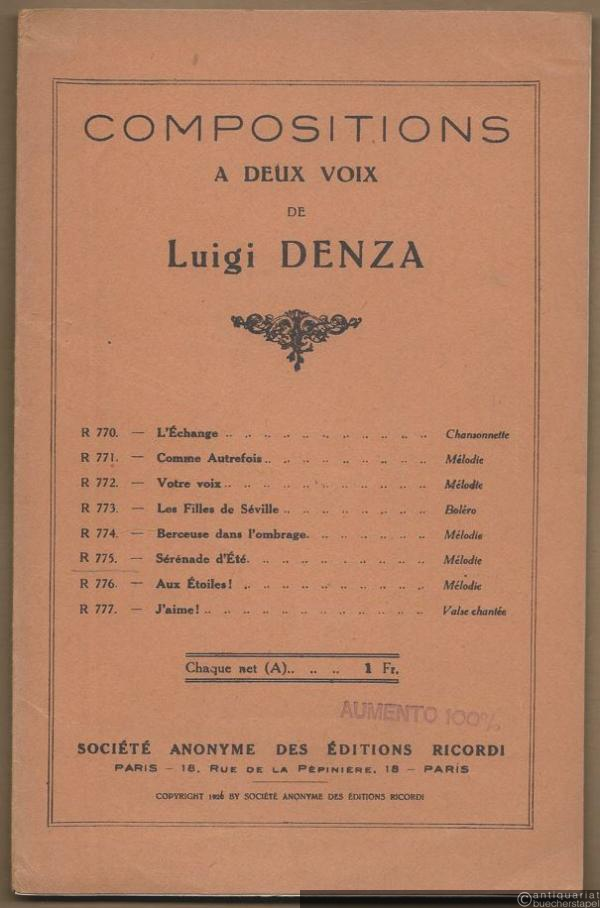 COMPOSITIONS
A DEUX VOIX
DE
Luigi DENZA
R 770. — L'Échange .. .. .. .. .. .. .. .. .. .. .. .. Chansonnette
R 771. — Comme Autrefois .. .. .. .. .. .. .. .. .. Mélodie
R 772. — Votre voix .. .. .. .. .. .. .. .. .. .. .. .. Mélodie
R 773. — Les Filles de Séville .. .. .. .. .. .. .. .. Boléro
R 774. — Berceuse dans l'ombrage. .. .. .. .. .. .. Mélodie
R 775. — Sérénade d'Été. .. .. .. .. .. .. .. .. .. .. Mélodie
R 776. — Aux Étoiles! .. .. .. .. .. .. .. .. .. .. .. Mélodie
R 777. — J'aime! .. .. .. .. .. .. .. .. .. .. .. .. .. Valse chantée
Chaque net (A).. .. .. 1 Fr.
AUMENTO 100%
SOCIÉTÉ ANONYME DES ÉDITIONS RICORDI
PARIS — 18, RUE DE LA PÉPINIÈRE, 18 — PARIS
COPYRIGHT 1926 BY SOCIÉTÉ ANONYME DES ÉDITIONS RICORDI
©antiquariat
buecherstapel